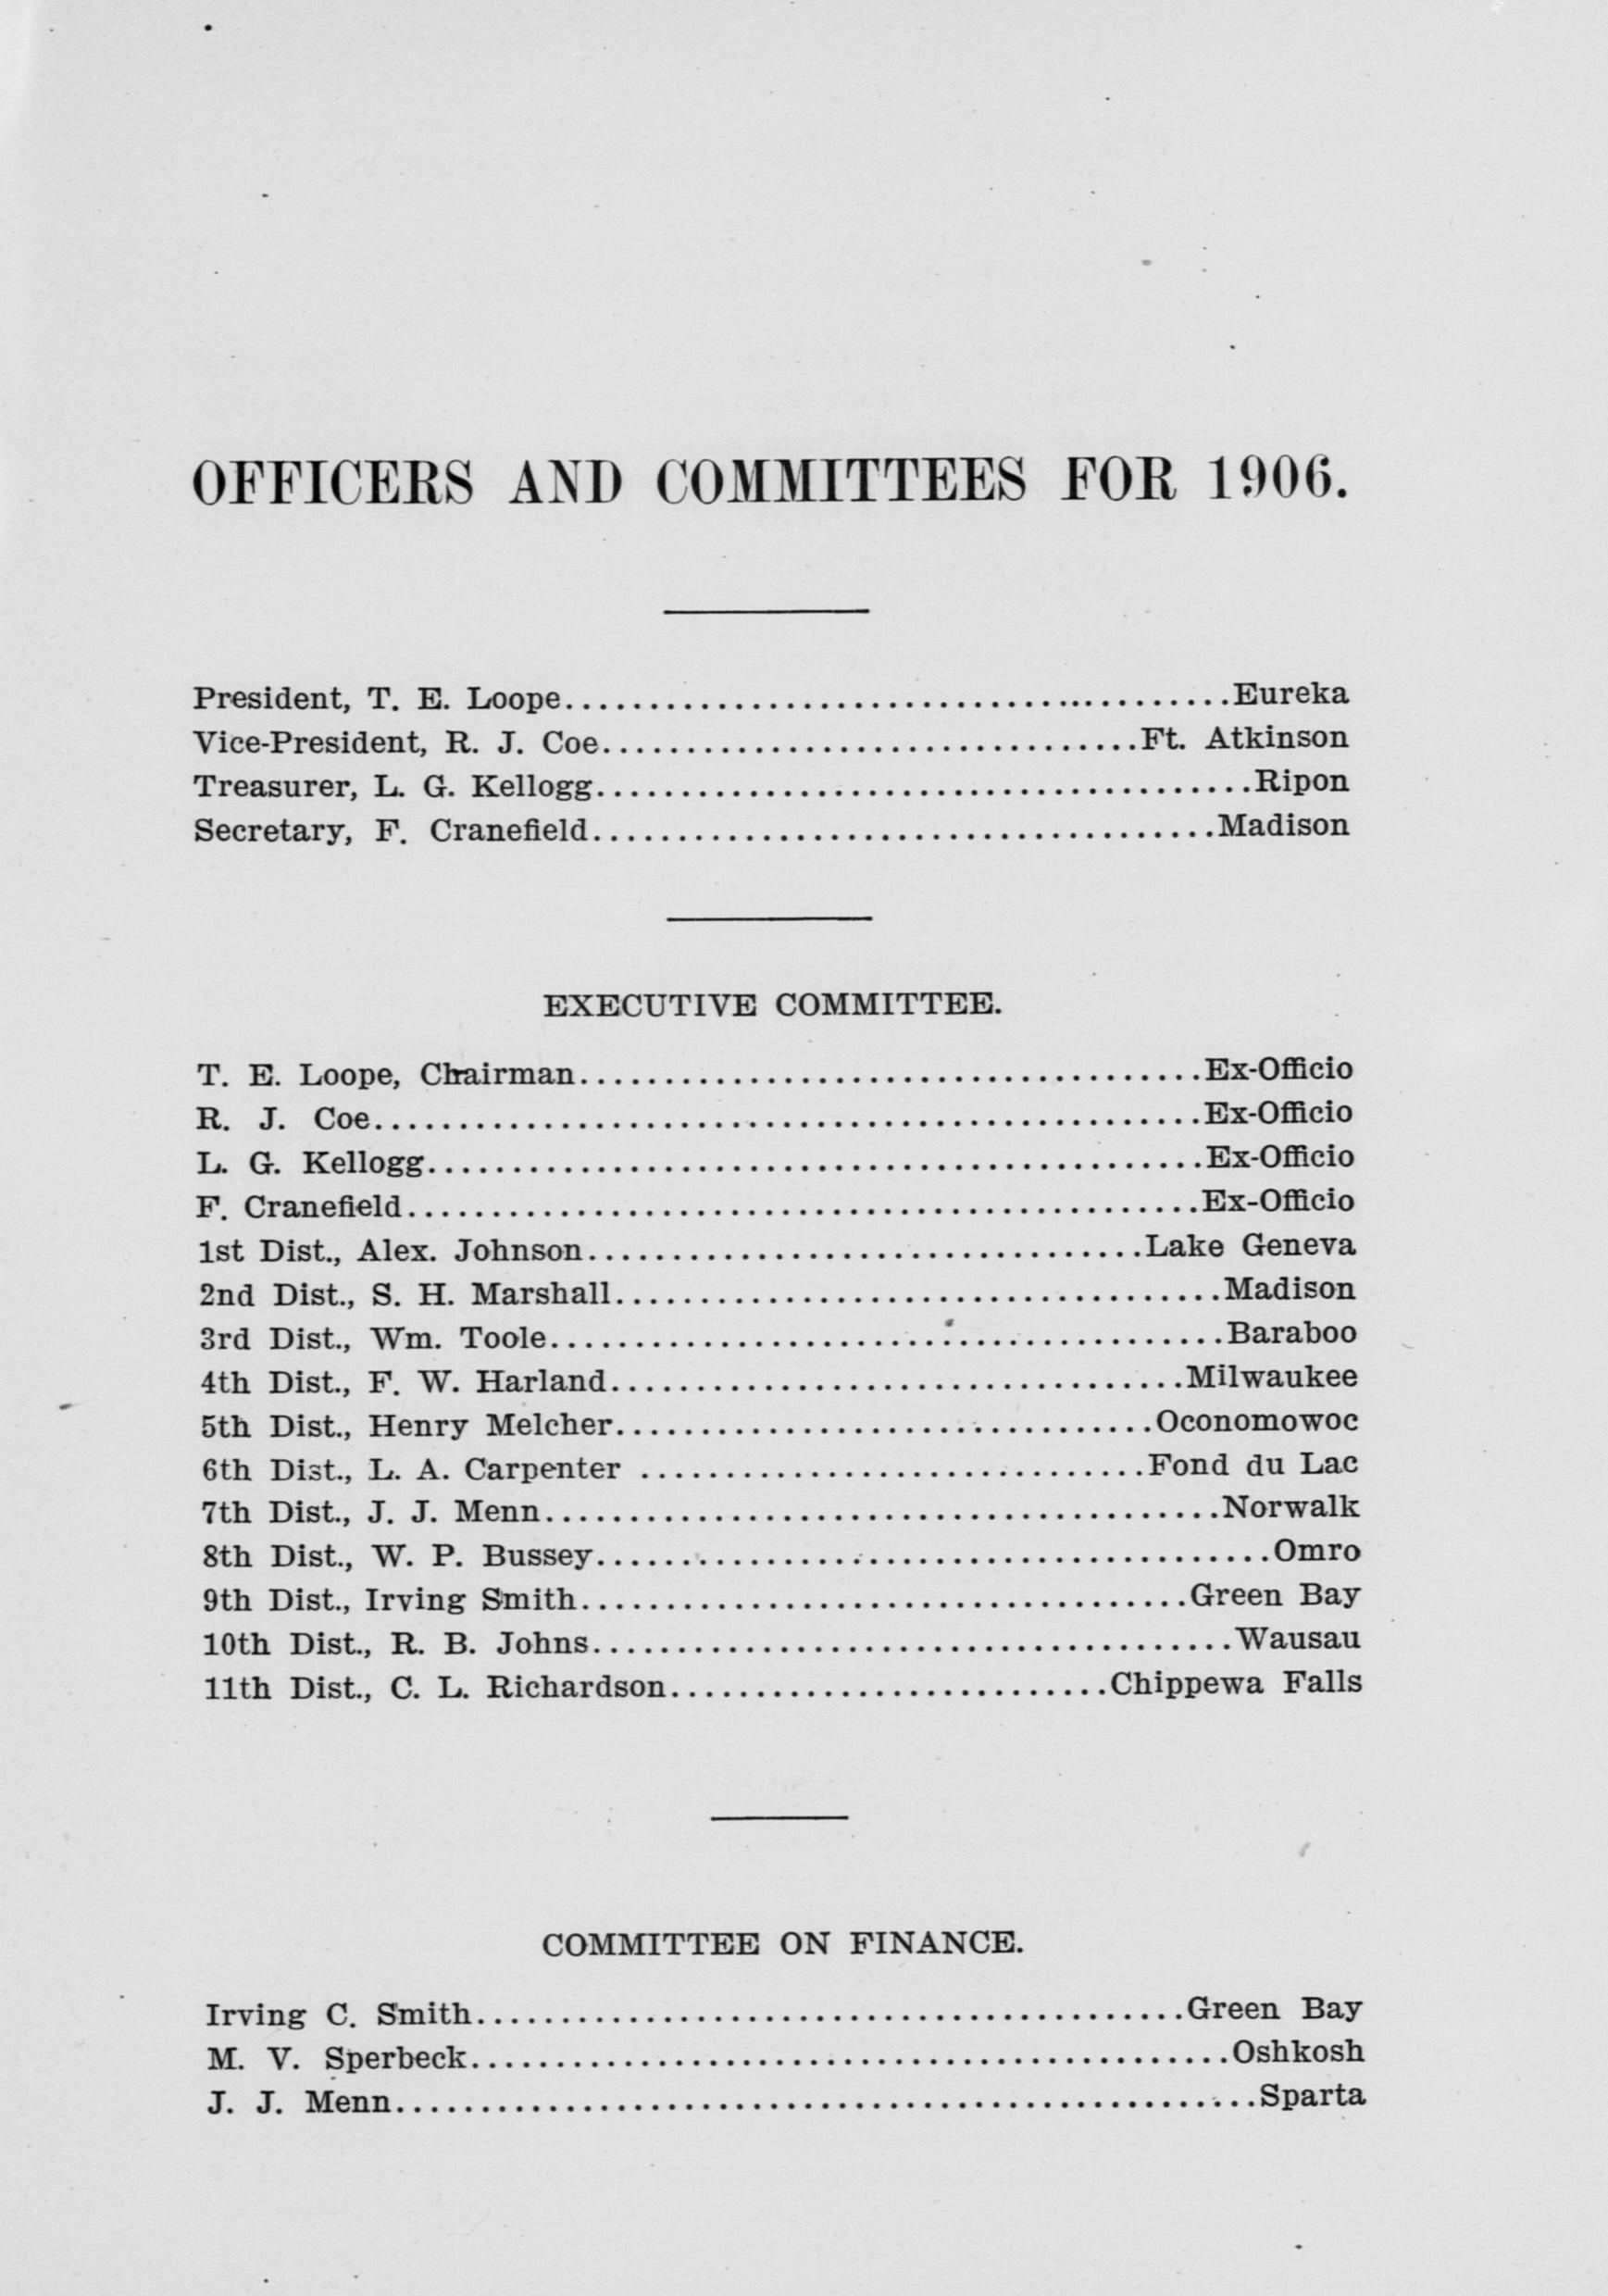 OFFICERS AND COMMITTEES FOR 1906.
President, T. E. Loope................................................Eureka
Vice-President, R. J. Coe................................Ft. Atkinson
Treasurer, L. G. Kellogg.......................................Ripon
Secretary, F. Cranefield.....................................Madison
EXECUTIVE COMMITTEE.
T. E. Loope, Chairman.....................................Ex-Officio
R. J. Coe.................................................Ex-Officio
L. G. Kellogg..............................................Ex-Officio
F. Cranefield...............................................Ex-Officio
1st Dist., Alex. Johnson.................................Lake Geneva
2nd Dist., S. H. Marshall....................................Madison
3rd Dist., Wm. Toole........................................Baraboo
4th Dist., F. W. Harland..................................Milwaukee
5th Dist., Henry Melcher................................Oconomowoc
6th Dist., L. A. Carpenter ..............................Fond du Lac
7th Dist., J. J. Menn........................................Norwalk
8th Dist., W. P. Bussey........................................Omro
9th Dist., Irving Smith....................................Green Bay
10th Dist., R. B. Johns......................................Wausau
11th Dist., C. L. Richardson..........................Chippewa Falls
COMMITTEE ON FINANCE.
Irving C. Smith..........................................Green Bay
M. V. Sperbeck.............................................Oshkosh
J. J. Menn...................................................Sparta